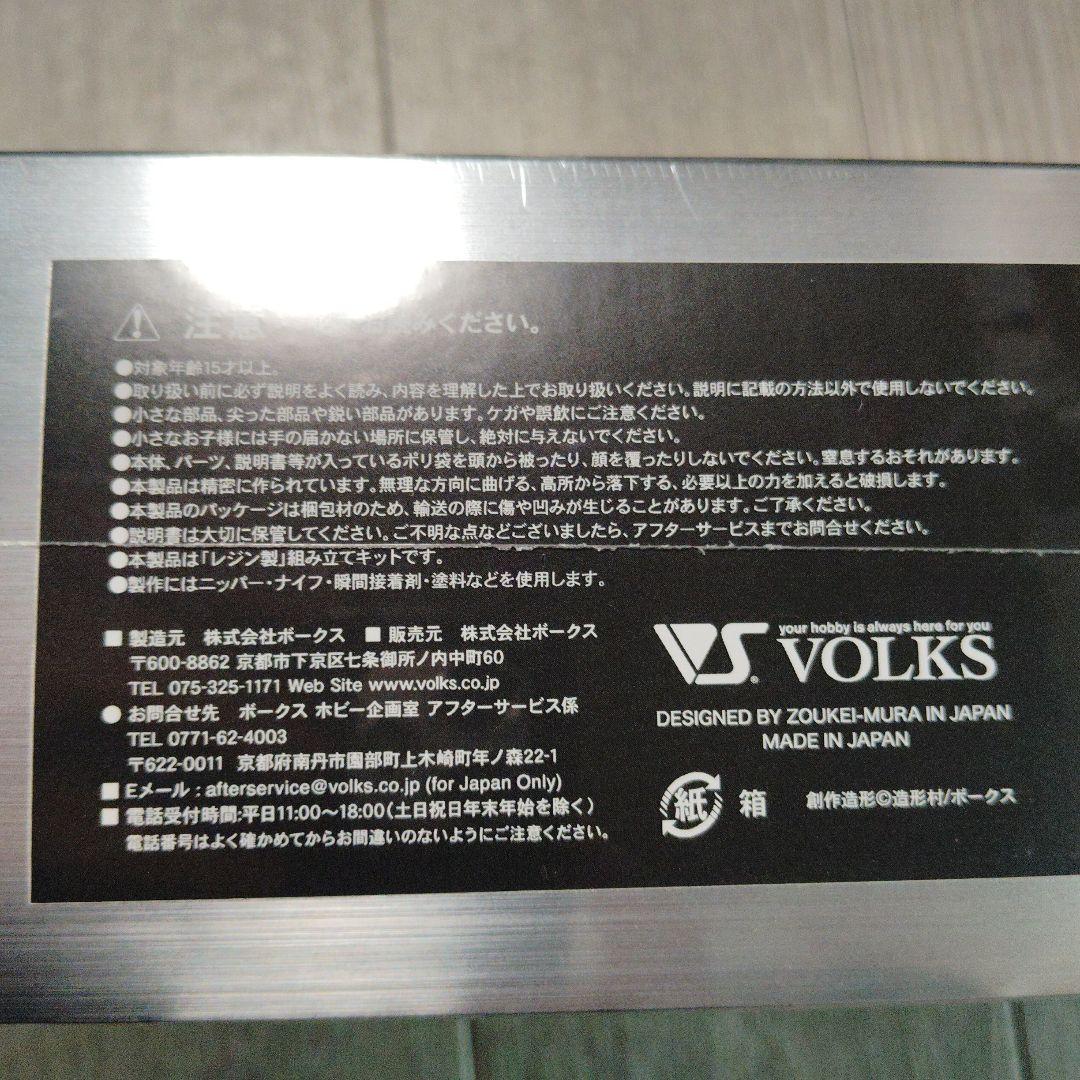 注意 みください。
●対象年齢15才以上。
●取り扱い前に必ず説明をよく読み、内容を理解した上でお取り扱いください。説明に記載の方法以外で使用しないでください。
●小さな部品、尖った部品や鋭い部品があります。ケガや誤飲にご注意ください。
●小さなお子様には手の届かない場所に保管し、絶対に与えないでください。
●本体、パーツ、説明書等が入っているポリ袋を頭から被ったり、顔を覆ったりしないでください。窒息するおそれがあります。
●本製品は精密に作られています。無理な方向に曲げる、高所から落下する、必要以上の力を加えると破損します。
●本製品のパッケージは梱包材のため、輸送の際に傷や凹みが生じることがあります。ご了承ください。
●説明書は大切に保管してください。ご不明な点などございましたら、アフターサービスまでお問合せください。
●本製品は「レジン製」組み立てキットです。
●製作にはニッパー・ナイフ・瞬間接着剤・塗料などを使用します。
■ 製造元 株式会社ボークス ■ 販売元 株式会社ボークス
〒600-8862 京都市下京区七条御所ノ内中町60
TEL 075-325-1171 Web Site www.volks.co.jp
● お問合せ先 ボークス ホビー企画室 アフターサービス係
TEL 0771-62-4003
〒622-0011 京都府南丹市園部町上木崎町年ノ森22-1
■ Eメール : afterservice@volks.co.jp (for Japan Only)
■ 電話受付時間:平日11:00〜18:00(土日祝日年末年始を除く)
電話番号はよく確かめてからお間違いのないようにご注意ください。
VS. your hobby is always here for you
VOLKS
DESIGNED BY ZOUKEI-MURA IN JAPAN
MADE IN JAPAN
紙 箱 創作造形©造形村/ボークス